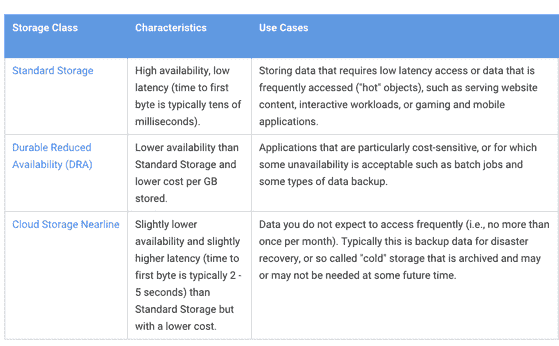 Storage Class
Characteristics
Use Cases
Standard Storage
High availability, low
latency (time to first
byte is typically tens of
milliseconds).
Storing data that requires low latency access or data that is
frequently accessed ("hot" objects), such as serving website
content, interactive workloads, or gaming and mobile
applications.
Durable Reduced
Availability (DRA)
Lower availability than
Standard Storage and
lower cost per GB
stored.
Applications that are particularly cost-sensitive, or for which
some unavailability is acceptable such as batch jobs and
some types of data backup.
Cloud Storage Nearline
Slightly lower
availability and slightly
higher latency (time to
first byte is typically 2 -
5 seconds) than
Standard Storage but
with a lower cost.
Data you do not expect to access frequently (i.e., no more than
once per month). Typically this is backup data for disaster
recovery, or so called "cold" storage that is archived and may
or may not be needed at some future time.